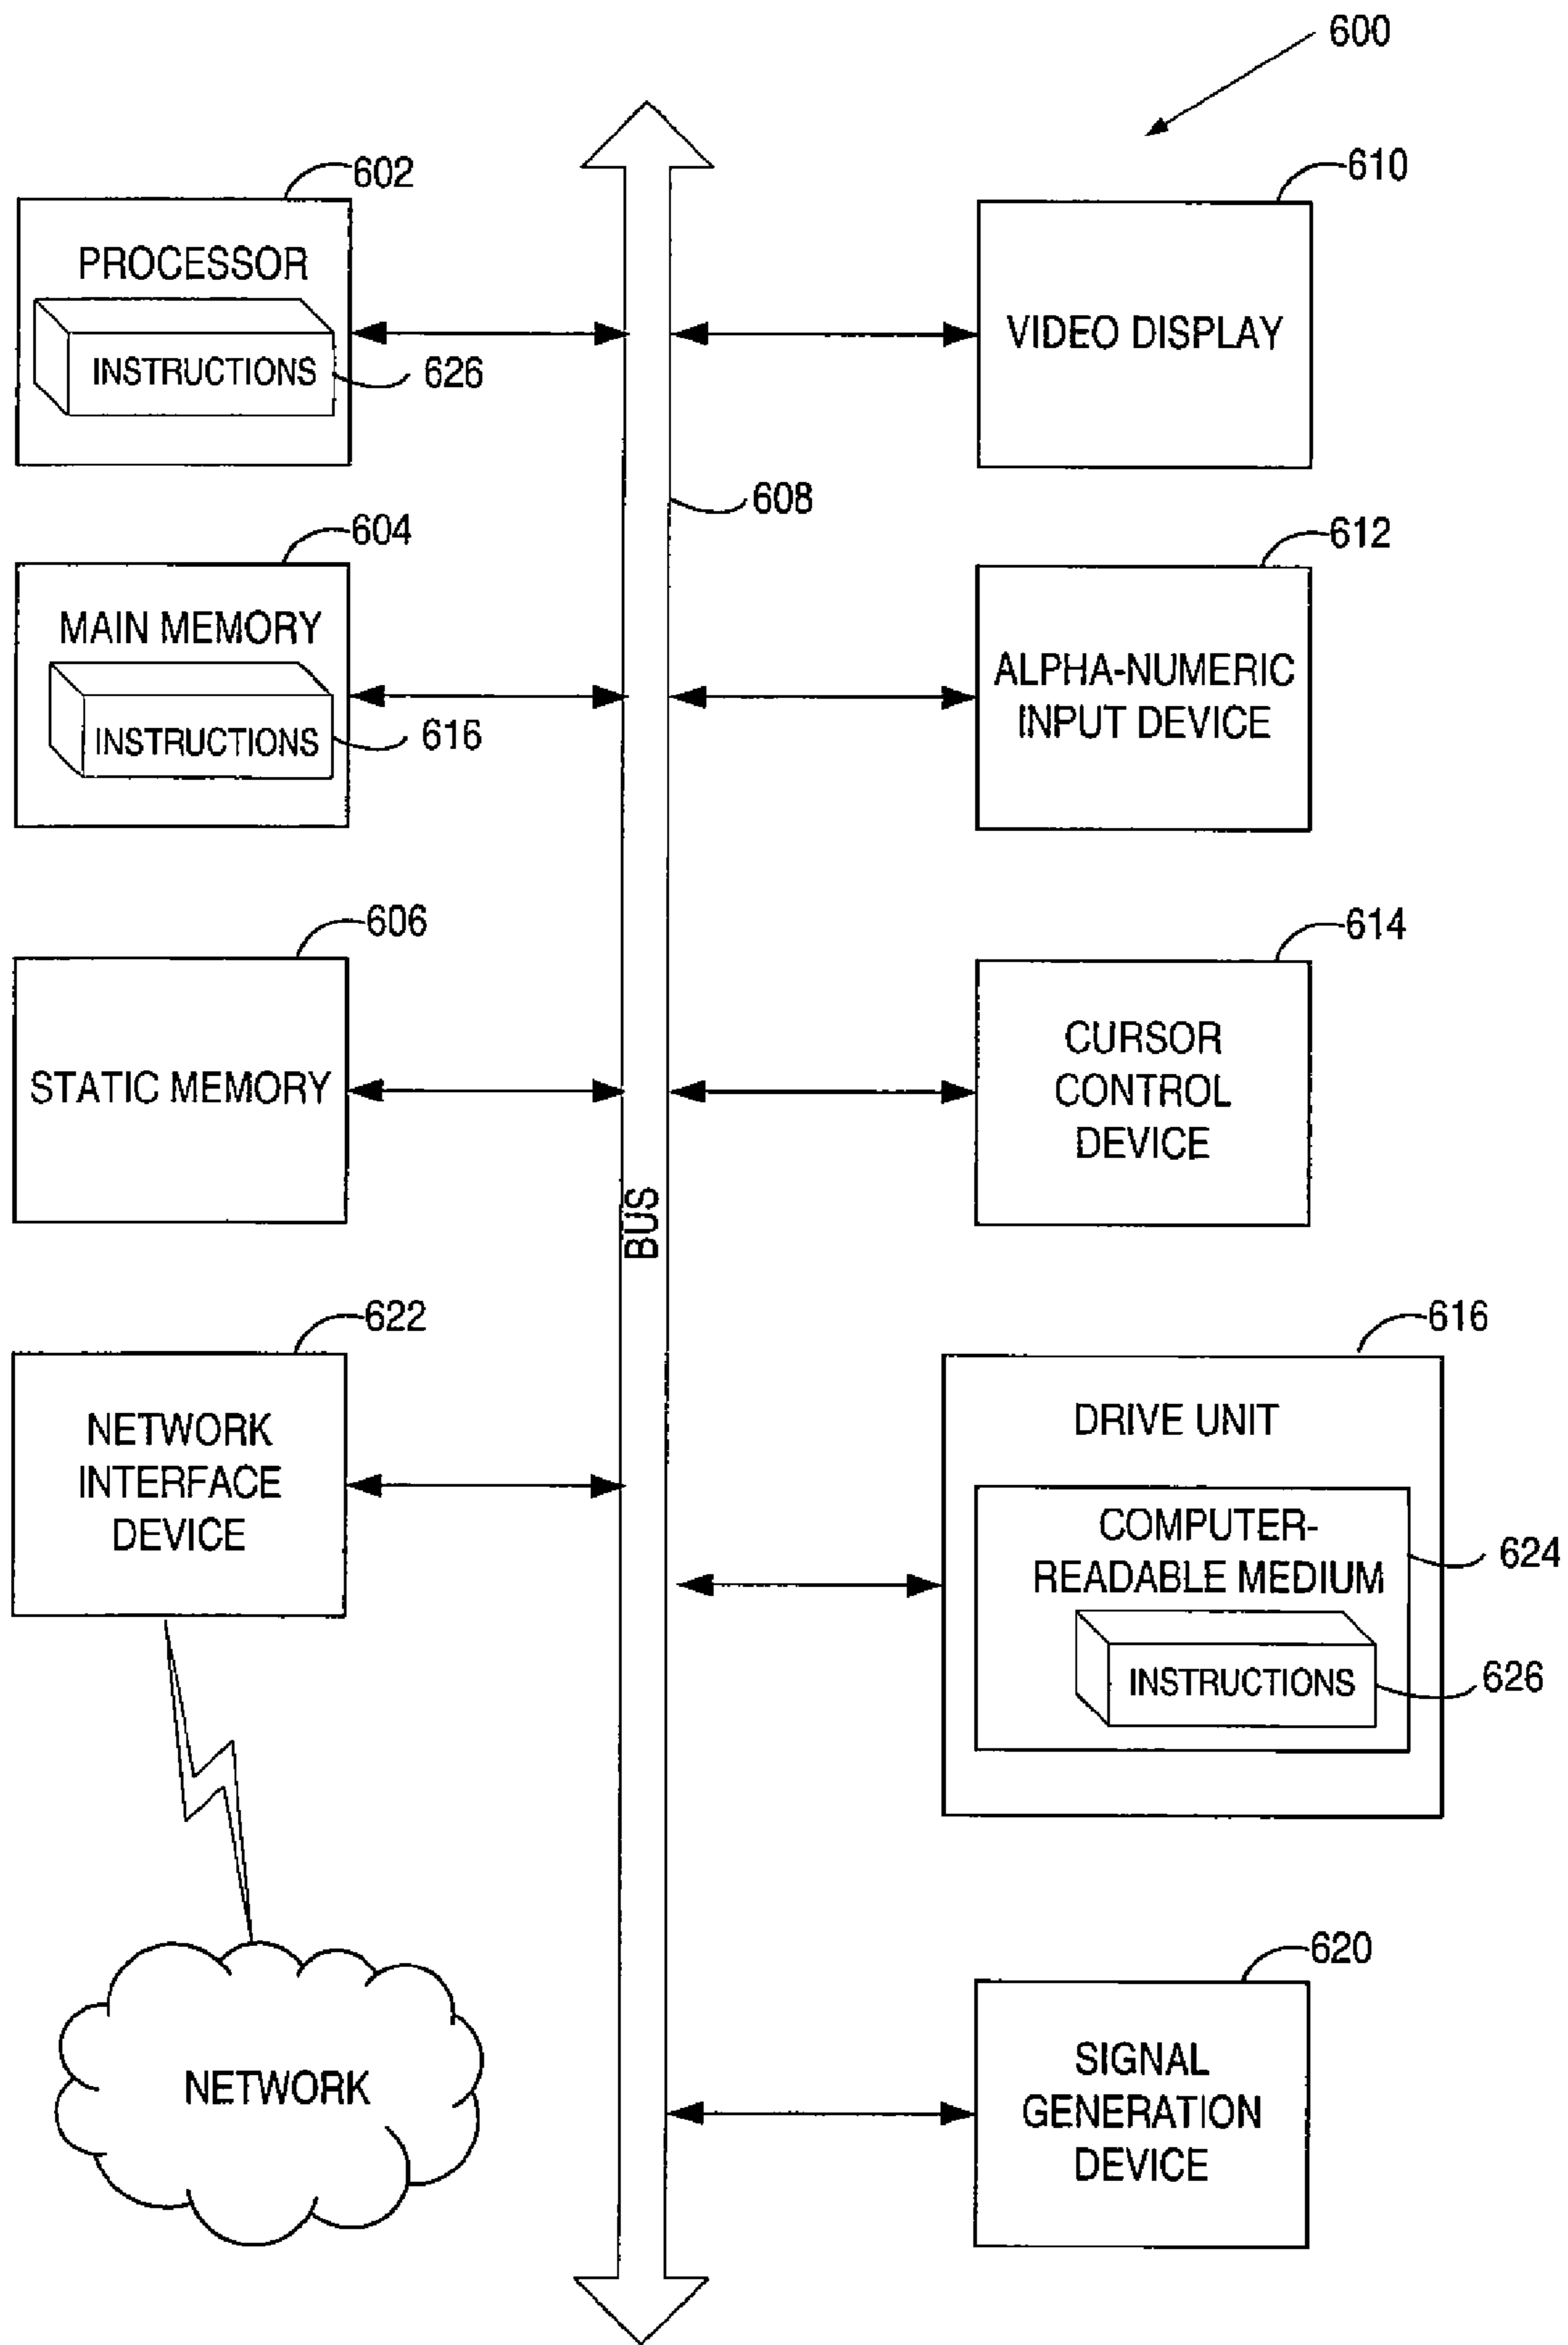 600
602
PROCESSOR
INSTRUCTIONS
626
610
VIDEO DISPLAY
608
604
MAIN MEMORY
INSTRUCTIONS
616
612
ALPHA-NUMERIC
INPUT DEVICE
606
STATIC MEMORY
614
CURSOR
CONTROL
DEVICE
BUS
622
NETWORK
INTERFACE
DEVICE
616
DRIVE UNIT
COMPUTER-
READABLE MEDIUM
624
INSTRUCTIONS
626
NETWORK
620
SIGNAL
GENERATION
DEVICE